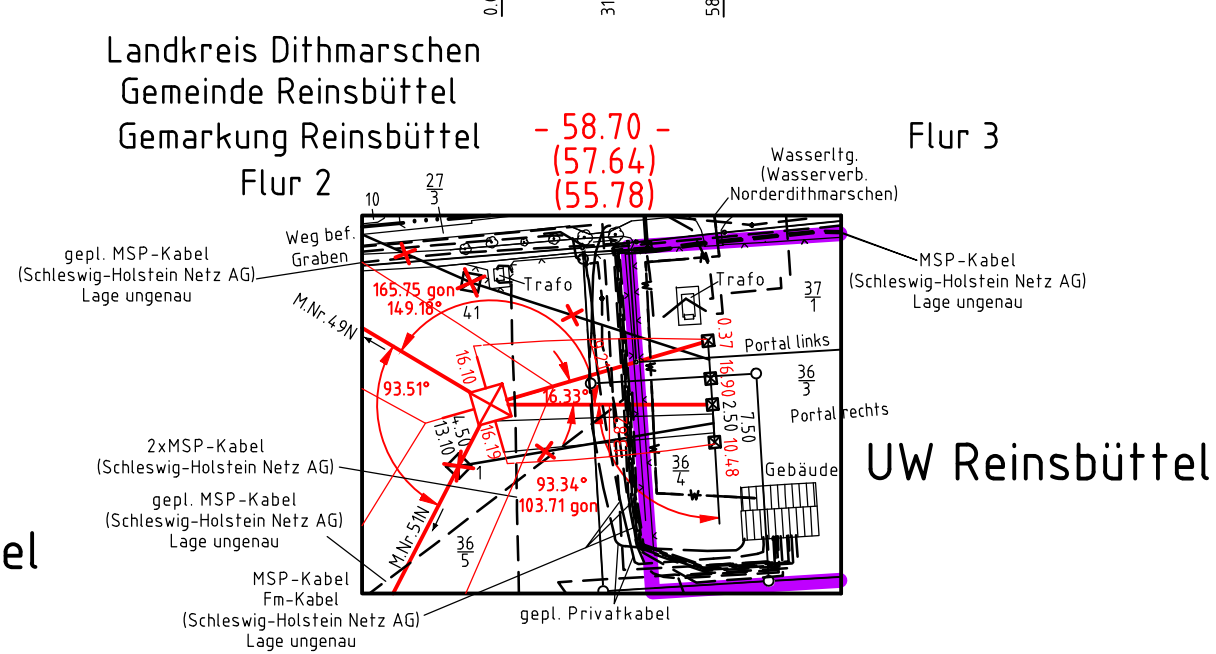 31
58
Landkreis Dithmarschen
Gemeinde Reinsbüttel
Gemarkung Reinsbüttel
Flur 2
- 58.70 -
(57.64)
(55.78)
Flur 3
Wasserltg.
(Wasserverb.
Norderdithmarschen)
10
27
3
Weg bef.
Graben
gepl. MSP-Kabel
(Schleswig-Holstein Netz AG)
Lage ungenau
MSP-Kabel
(Schleswig-Holstein Netz AG)
Lage ungenau
165.75 gon
149.18°
41
Trafo
Trafo
37
1
M.Nr.49N
0.37
Portal links
16.10
16.90
36
3
93.51°
16.33°
2.50
7.50
Portal rechts
4.50
13.10
16.19
10.48
1
36
4
Gebäude
UW Reinsbüttel
2xMSP-Kabel
(Schleswig-Holstein Netz AG)
93.34°
103.71 gon
gepl. MSP-Kabel
(Schleswig-Holstein Netz AG)
Lage ungenau
M.Nr.51N
36
5
el
MSP-Kabel
Fm-Kabel
(Schleswig-Holstein Netz AG)
Lage ungenau
gepl. Privatkabel